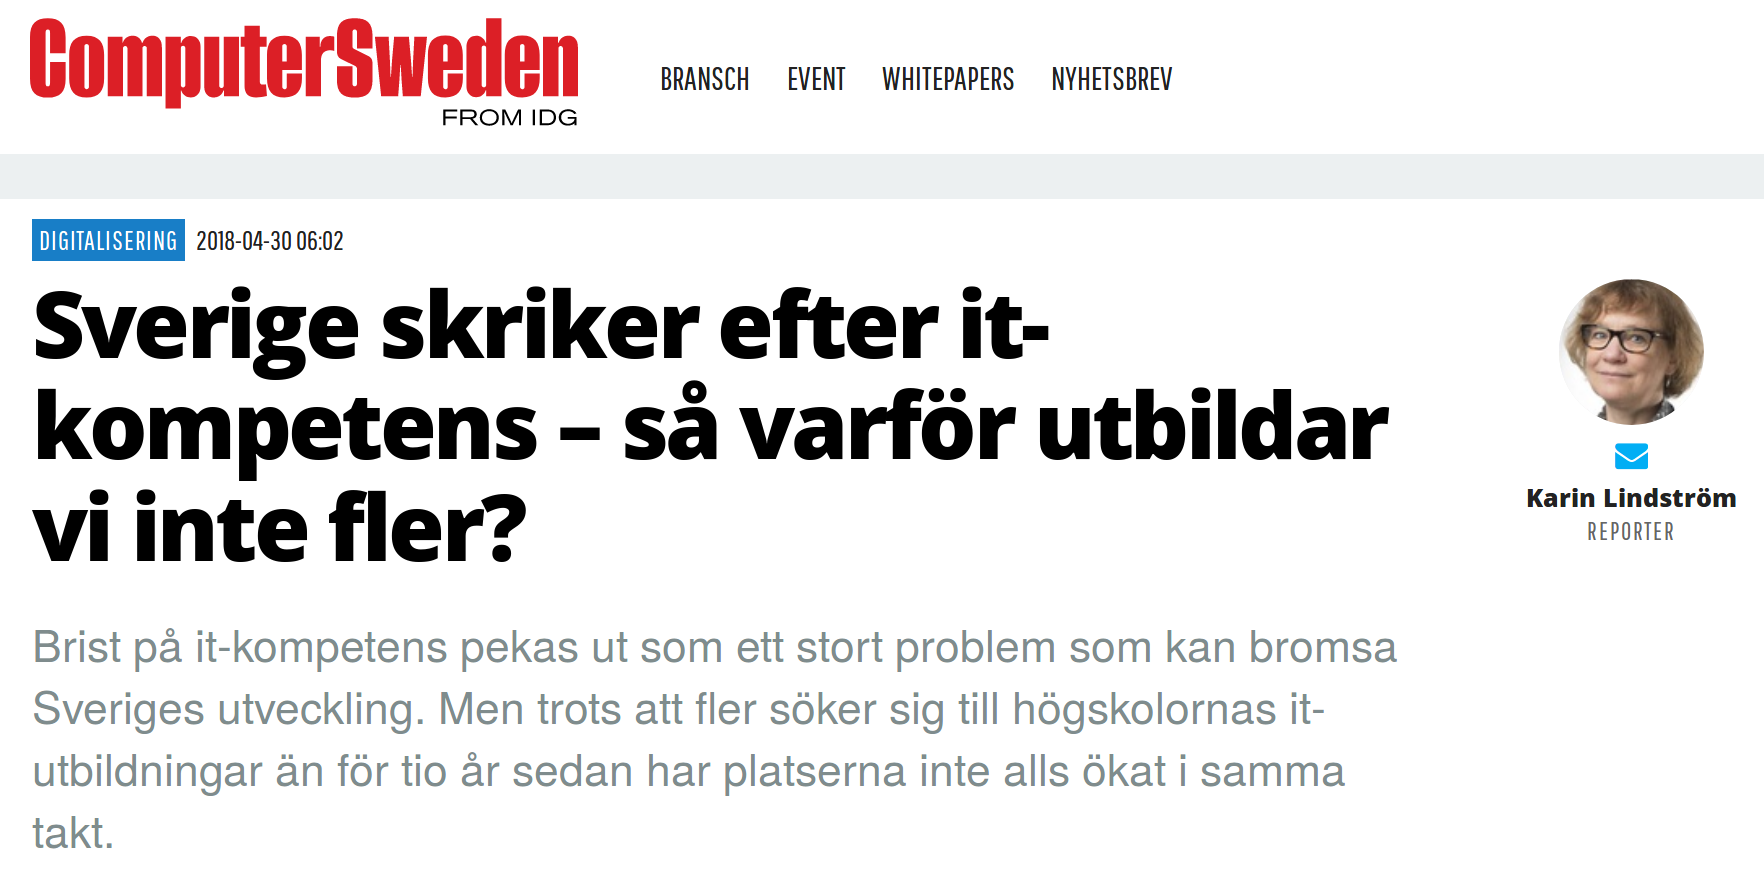 ComputerSweden
FROM IDG
BRANSCH EVENT WHITEPAPERS NYHETSBREV
DIGITALISERING 2018-04-30 06:02
Sverige skriker efter it-
kompetens – så varför utbildar
vi inte fler?
Karin Lindström
REPORTER
Brist på it-kompetens pekas ut som ett stort problem som kan bromsa
Sveriges utveckling. Men trots att fler söker sig till högskolornas it-
utbildningar än för tio år sedan har platserna inte alls ökat i samma
takt.